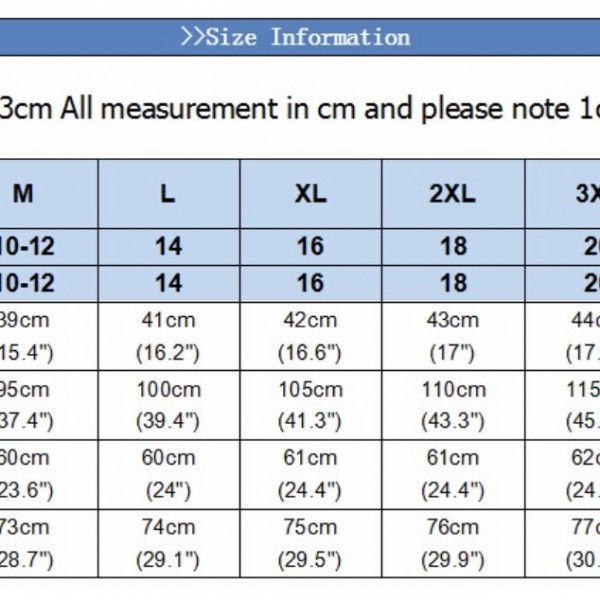 >>Size Information
3cm All measurement in cm and please note 1c
M L XL 2XL 3X
10-12 14 16 18 20
10-12 14 16 18 20
39cm 41cm 42cm 43cm 44c
(15.4") (16.2") (16.6") (17") (17.
95cm 100cm 105cm 110cm 115
37.4") (39.4") (41.3") (43.3") (45.
60cm 60cm 61cm 61cm 62c
23.6") (24") (24.4") (24.4") (24.
73cm 74cm 75cm 76cm 77c
28.7") (29.1") (29.5") (29.9") (30.